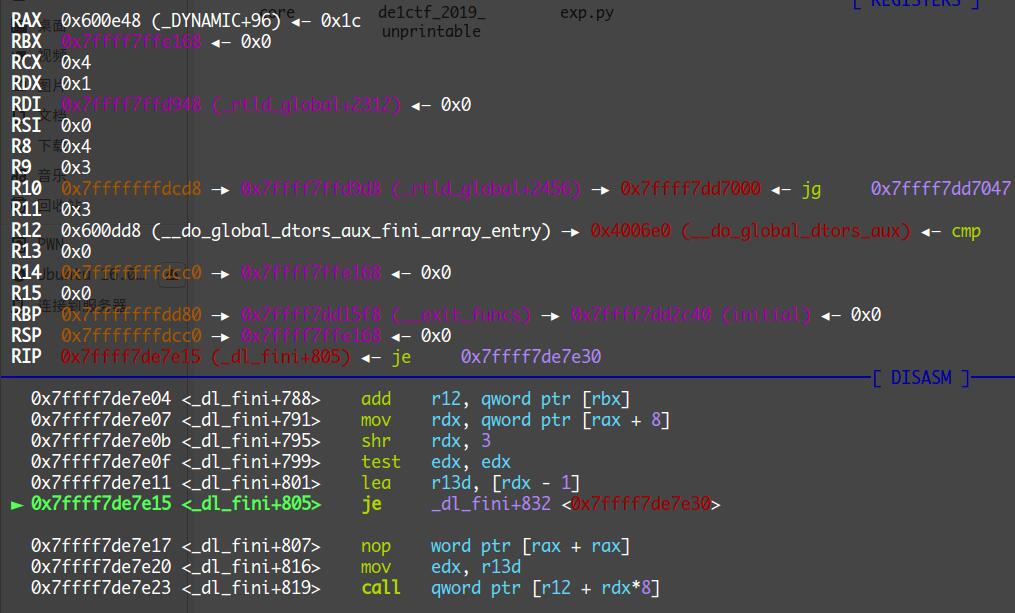 core de1ctf_2019_ exp.py
unprintable
[ REGISTERS ]
RAX 0x600e48 (_DYNAMIC+96) ◂— 0x1c
RBX 0x7ffff7ffe168 ◂— 0x0
RCX 0x4
RDX 0x1
RDI 0x7ffff7ffd948 (_rtld_global+2312) ◂— 0x0
RSI 0x0
R8 0x4
R9 0x3
R10 0x7fffffffdcd8 —▸ 0x7ffff7ffd9d8 (_rtld_global+2456) —▸ 0x7ffff7dd7000 ◂— jg 0x7ffff7dd7047
R11 0x3
R12 0x600dd8 (__do_global_dtors_aux_fini_array_entry) —▸ 0x4006e0 (__do_global_dtors_aux) ◂— cmp
R13 0x0
R14 0x7fffffffdcc0 —▸ 0x7ffff7ffe168 ◂— 0x0
R15 0x0
RBP 0x7fffffffdd80 —▸ 0x7ffff7dd15f8 (__exit_funcs) —▸ 0x7ffff7dd2c40 (initial) ◂— 0x0
RSP 0x7fffffffdcc0 —▸ 0x7ffff7ffe168 ◂— 0x0
RIP 0x7ffff7de7e15 (_dl_fini+805) ◂— je 0x7ffff7de7e30
[ DISASM ]
0x7ffff7de7e04 <_dl_fini+788> add r12, qword ptr [rbx]
0x7ffff7de7e07 <_dl_fini+791> mov rdx, qword ptr [rax + 8]
0x7ffff7de7e0b <_dl_fini+795> shr rdx, 3
0x7ffff7de7e0f <_dl_fini+799> test edx, edx
0x7ffff7de7e11 <_dl_fini+801> lea r13d, [rdx - 1]
► 0x7ffff7de7e15 <_dl_fini+805> je _dl_fini+832 <0x7ffff7de7e30>
0x7ffff7de7e17 <_dl_fini+807> nop word ptr [rax + rax]
0x7ffff7de7e20 <_dl_fini+816> mov edx, r13d
0x7ffff7de7e23 <_dl_fini+819> call qword ptr [r12 + rdx*8]